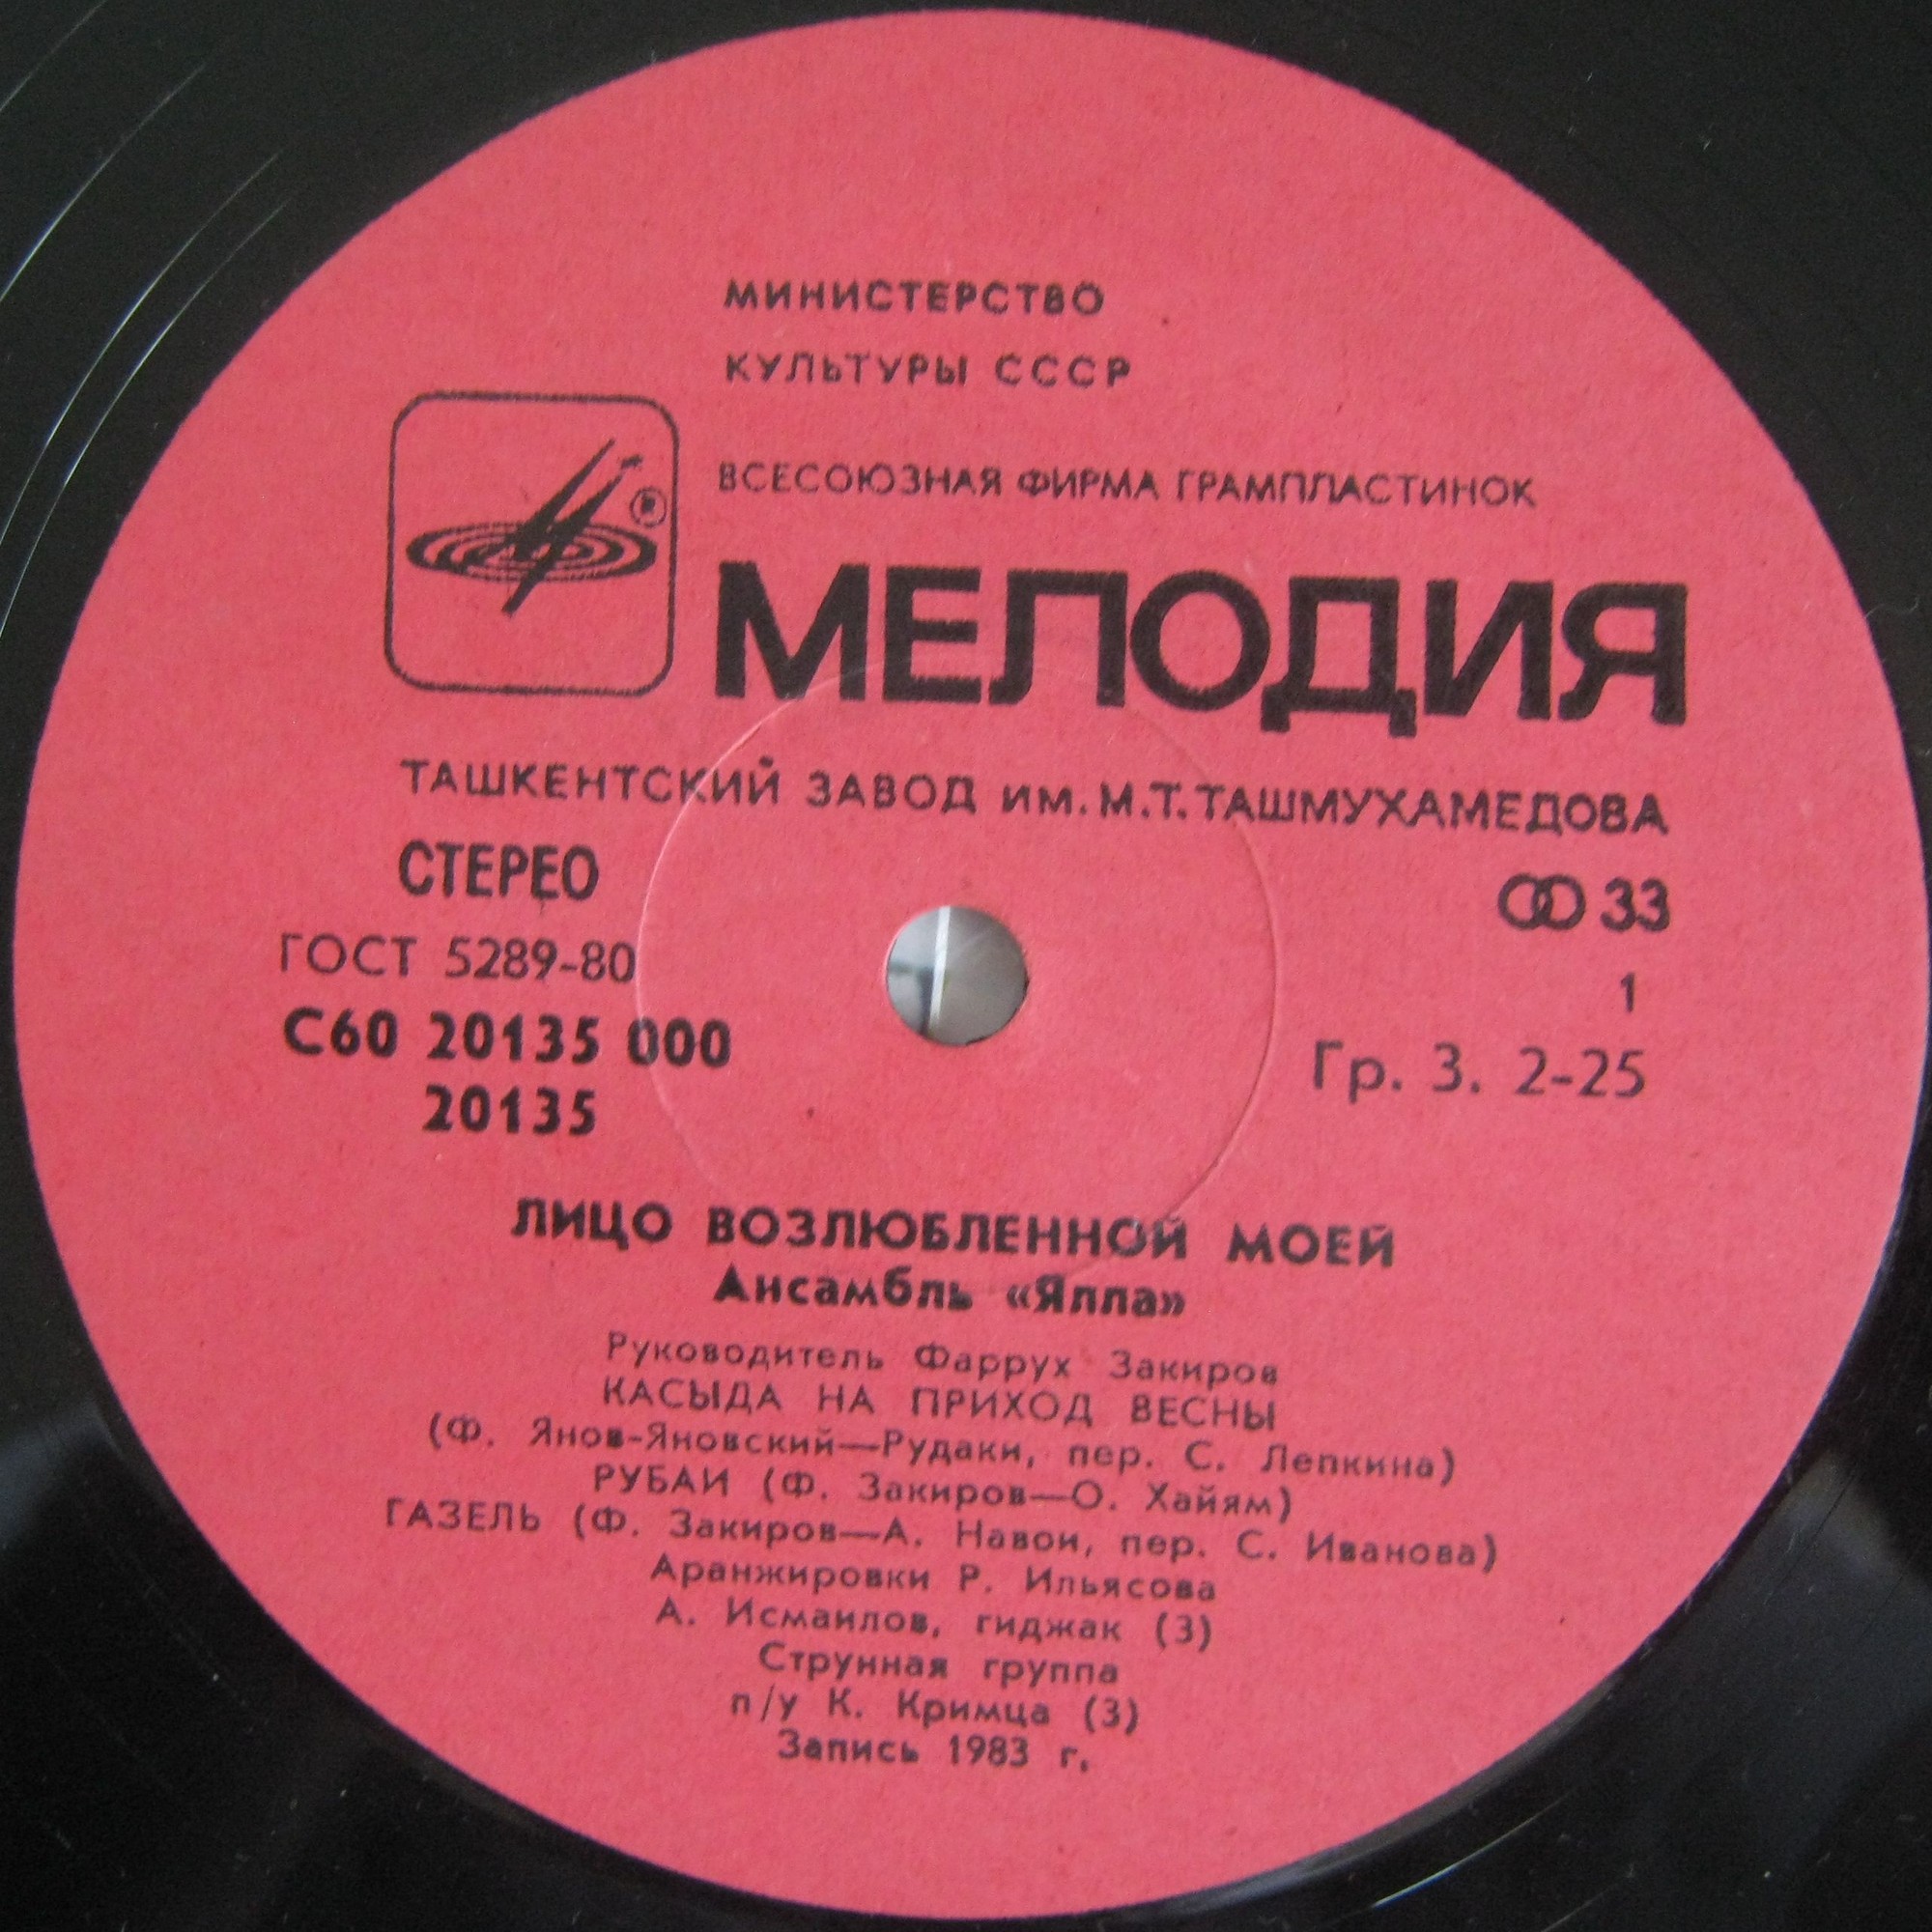 МИНИСТЕРСТВО
КУЛЬТУРЫ СССР
®
ВСЕСОЮЗНАЯ ФИРМА ГРАМПЛАСТИНОК
МЕЛОДИЯ
ТАШКЕНТСКИЙ ЗАВОД ИМ. М.Т. ТАШМУХАМЕДОВА
СТЕРЕО
33
ГОСТ 5289-80
1
С60 20135 000
Гр. 3. 2-25
20135
ЛИЦО ВОЗЛЮБЛЕННОЙ МОЕЙ
Ансамбль «Ялла»
Руководитель Фаррух Закиров
КАСЫДА НА ПРИХОД ВЕСНЫ
(Ф. Янов-Яновский—Рудаки, пер. С. Лепкина)
РУБАИ (Ф. Закиров—О. Хайям)
ГАЗЕЛЬ (Ф. Закиров—А. Навои, пер. С. Иванова)
Аранжировки Р. Ильясова
А. Исмаилов, гиджак (3)
Струнная группа
п/у К. Кримца (3)
Запись 1983 г.